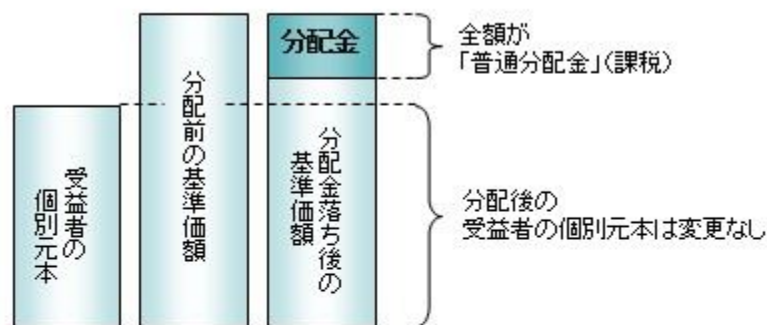 受益者の
個別元本
分配前の基準価額
分配金
分配金落ち後の
基準価額
全額が
「普通分配金」(課税)
分配後の
受益者の個別元本は変更なし